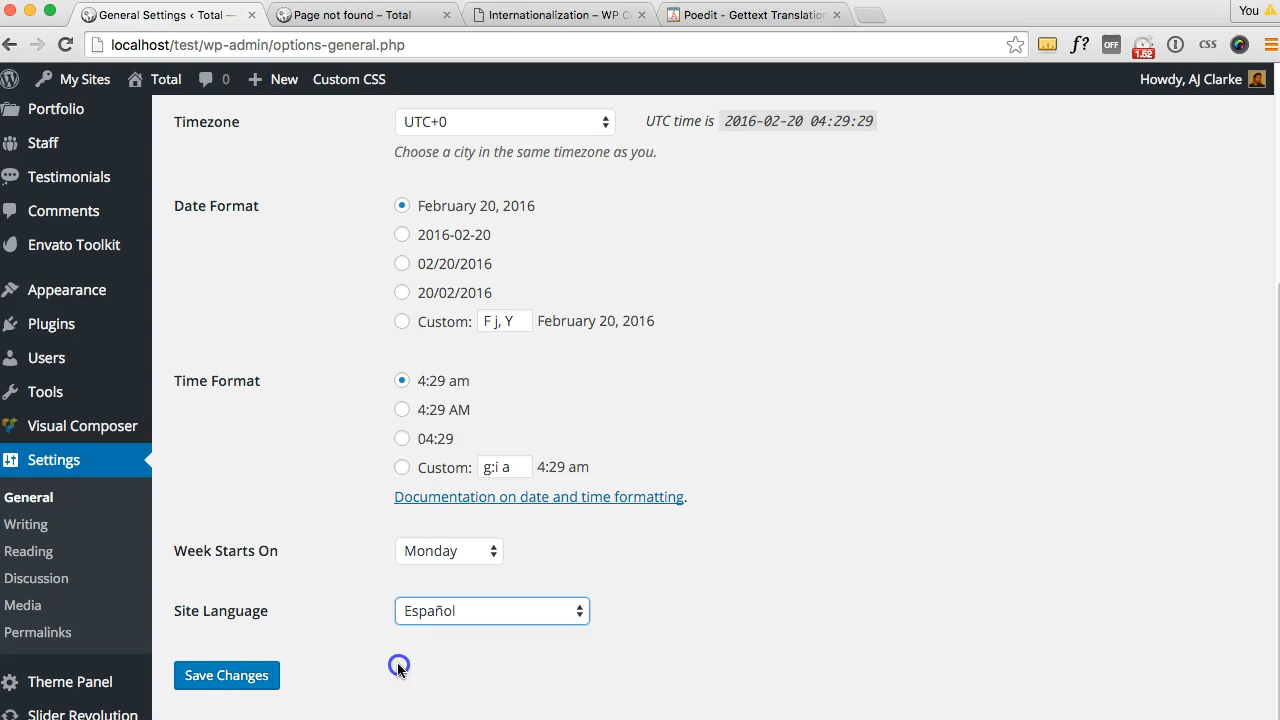 General Settings ‹ Total —
Page not found – Total
Internationalization – WP C
Poedit - Gettext Translation
You
localhost/test/wp-admin/options-general.php
f?
OFF
1.52
CSS
My Sites
Total
0
New
Custom CSS
Howdy, AJ Clarke
Portfolio
Staff
Testimonials
Comments
Envato Toolkit
Appearance
Plugins
Users
Tools
Visual Composer
Settings
General
Writing
Reading
Discussion
Media
Permalinks
Theme Panel
Slider Revolution
Timezone
UTC+0
UTC time is 2016-02-20 04:29:29
Choose a city in the same timezone as you.
Date Format
February 20, 2016
2016-02-20
02/20/2016
20/02/2016
Custom: F j, Y February 20, 2016
Time Format
4:29 am
4:29 AM
04:29
Custom: g:i a 4:29 am
Documentation on date and time formatting.
Week Starts On
Monday
Site Language
Español
Save Changes